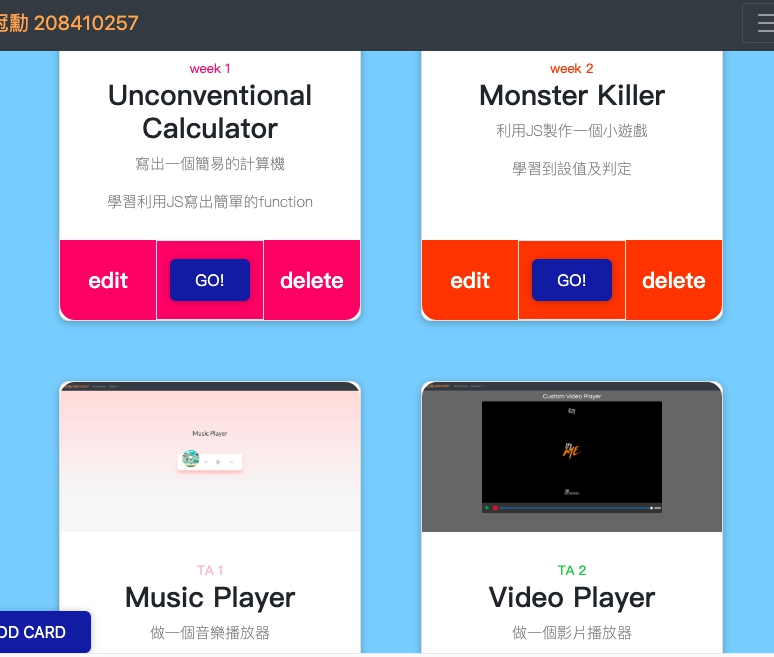 冠勳 208410257
week 1
Unconventional
Calculator
寫出一個簡易的計算機
學習利用JS寫出簡單的function
edit
GO!
delete
week 2
Monster Killer
利用JS製作一個小遊戲
學習到設值及判定
edit
GO!
delete
Music Player
TA 1
Music Player
做一個音樂播放器
Custom Video Player
TA 2
Video Player
做一個影片播放器
DD CARD